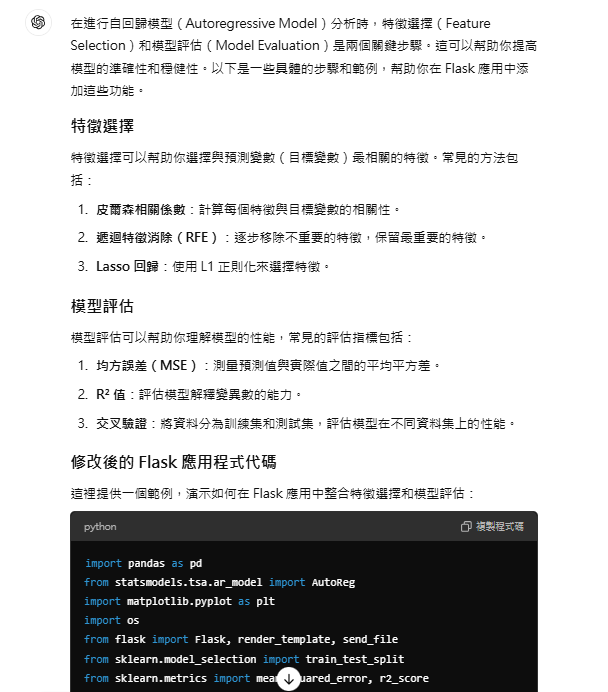 在進行自回歸模型（Autoregressive Model）分析時，特徵選擇（Feature
Selection）和模型評估（Model Evaluation）是兩個關鍵步驟。這可以幫助你提高
模型的準確性和穩健性。以下是一些具體的步驟和範例，幫助你在 Flask 應用中添
加這些功能。
特徵選擇
特徵選擇可以幫助你選擇與預測變數（目標變數）最相關的特徵。常見的方法包
括：
1. 皮爾森相關係數：計算每個特徵與目標變數的相關性。
2. 遞迴特徵消除（RFE）：逐步移除不重要的特徵，保留最重要的特徵。
3. Lasso 回歸：使用 L1 正則化來選擇特徵。
模型評估
模型評估可以幫助你理解模型的性能，常見的評估指標包括：
1. 均方誤差（MSE）：測量預測值與實際值之間的平均平方差。
2. R² 值：評估模型解釋變異數的能力。
3. 交叉驗證：將資料分為訓練集和測試集，評估模型在不同資料集上的性能。
修改後的 Flask 應用程式代碼
這裡提供一個範例，演示如何在 Flask 應用中整合特徵選擇和模型評估：
python 複製程式碼
import pandas as pd
from statsmodels.tsa.ar_model import AutoReg
import matplotlib.pyplot as plt
import os
from flask import Flask, render_template, send_file
from sklearn.model_selection import train_test_split
from sklearn.metrics import r2_score